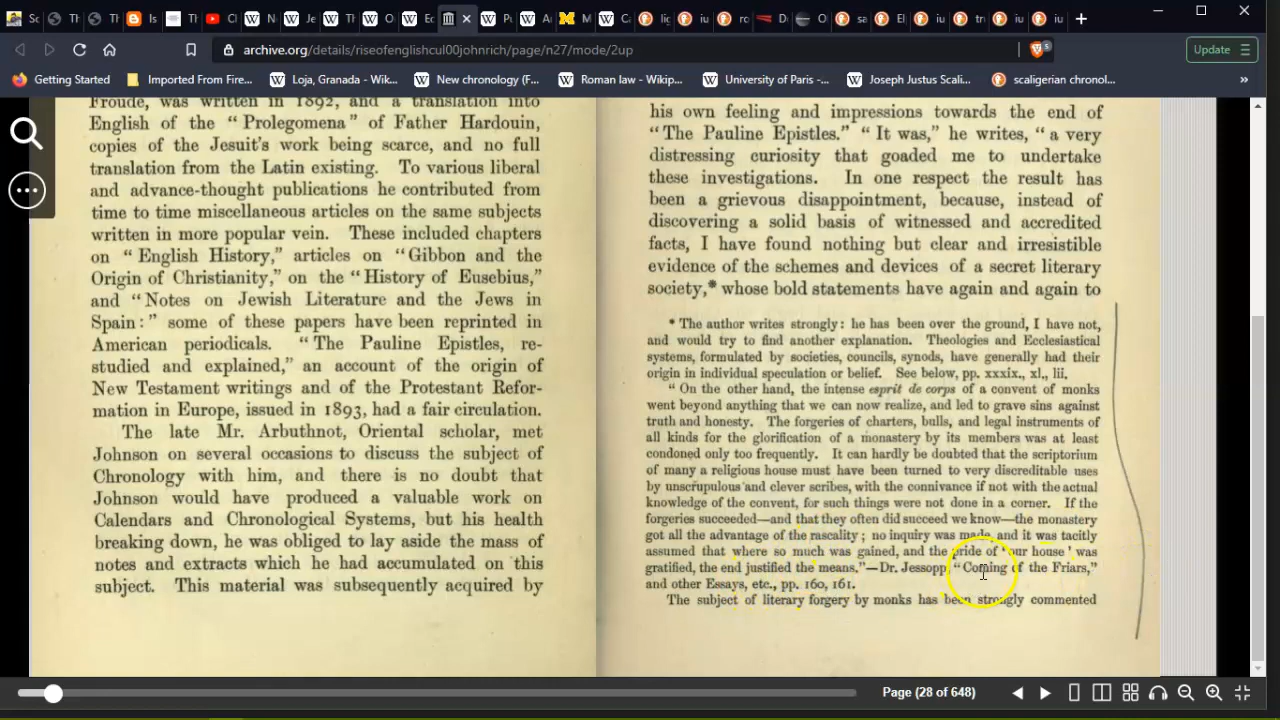 Th
Cl
W N
Je
Th
O
Ec
Pu
Au
M
Ca
lig
iu
ro
Di
O
sa
El
iu
tr
iu
iu
archive.org/details/riseofenglishcul00johnrich/page/n27/mode/2up
5
Update
Getting Started
Imported From Fire...
Loja, Granada - Wik...
New chronology (F...
Roman law - Wikip...
University of Paris -...
Joseph Justus Scali...
scaligerian chronol...
»
Froude, was written in 1892, and a translation into
English of the “ Prolegomena ” of Father Hardouin,
copies of the Jesuit's work being scarce, and no full
translation from the Latin existing. To various liberal
and advance-thought publications he contributed from
time to time miscellaneous articles on the same subjects
written in more popular vein. These included chapters
on “ English History,” articles on “ Gibbon and the
Origin of Christianity,” on the “ History of Eusebius,”
and “ Notes on Jewish Literature and the Jews in
Spain : ” some of these papers have been reprinted in
American periodicals. “ The Pauline Epistles, re-
studied and explained,” an account of the origin of
New Testament writings and of the Protestant Refor-
mation in Europe, issued in 1893, had a fair circulation.
The late Mr. Arbuthnot, Oriental scholar, met
Johnson on several occasions to discuss the subject of
Chronology with him, and there is no doubt that
Johnson would have produced a valuable work on
Calendars and Chronological Systems, but his health
breaking down, he was obliged to lay aside the mass of
notes and extracts which he had accumulated on this
subject. This material was subsequently acquired by
his own feeling and impressions towards the end of
“ The Pauline Epistles.” “ It was,” he writes, “ a very
distressing curiosity that goaded me to undertake
these investigations. In one respect the result has
been a grievous disappointment, because, instead of
discovering a solid basis of witnessed and accredited
facts, I have found nothing but clear and irresistible
evidence of the schemes and devices of a secret literary
society,* whose bold statements have again and again to
* The author writes strongly : he has been over the ground, I have not,
and would try to find another explanation. Theologies and Ecclesiastical
systems, formulated by societies, councils, synods, have generally had their
origin in individual speculation or belief. See below, pp. xxxix., xl., lii.
“ On the other hand, the intense esprit de corps of a convent of monks
went beyond anything that we can now realize, and led to grave sins against
truth and honesty. The forgeries of charters, bulls, and legal instruments of
all kinds for the glorification of a monastery by its members was at least
condoned only too frequently. It can hardly be doubted that the scriptorium
of many a religious house must have been turned to very discreditable uses
by unscrupulous and clever scribes, with the connivance if not with the actual
knowledge of the convent, for such things were not done in a corner. If the
forgeries succeeded—and that they often did succeed we know—the monastery
got all the advantage of the rascality ; no inquiry was made, and it was tacitly
assumed that where so much was gained, and the pride of ‘ our house ’ was
gratified, the end justified the means.”—Dr. Jessopp, “ Coming of the Friars,”
and other Essays, etc., pp. 160, 161.
The subject of literary forgery by monks has been strongly commented
Page (28 of 648)